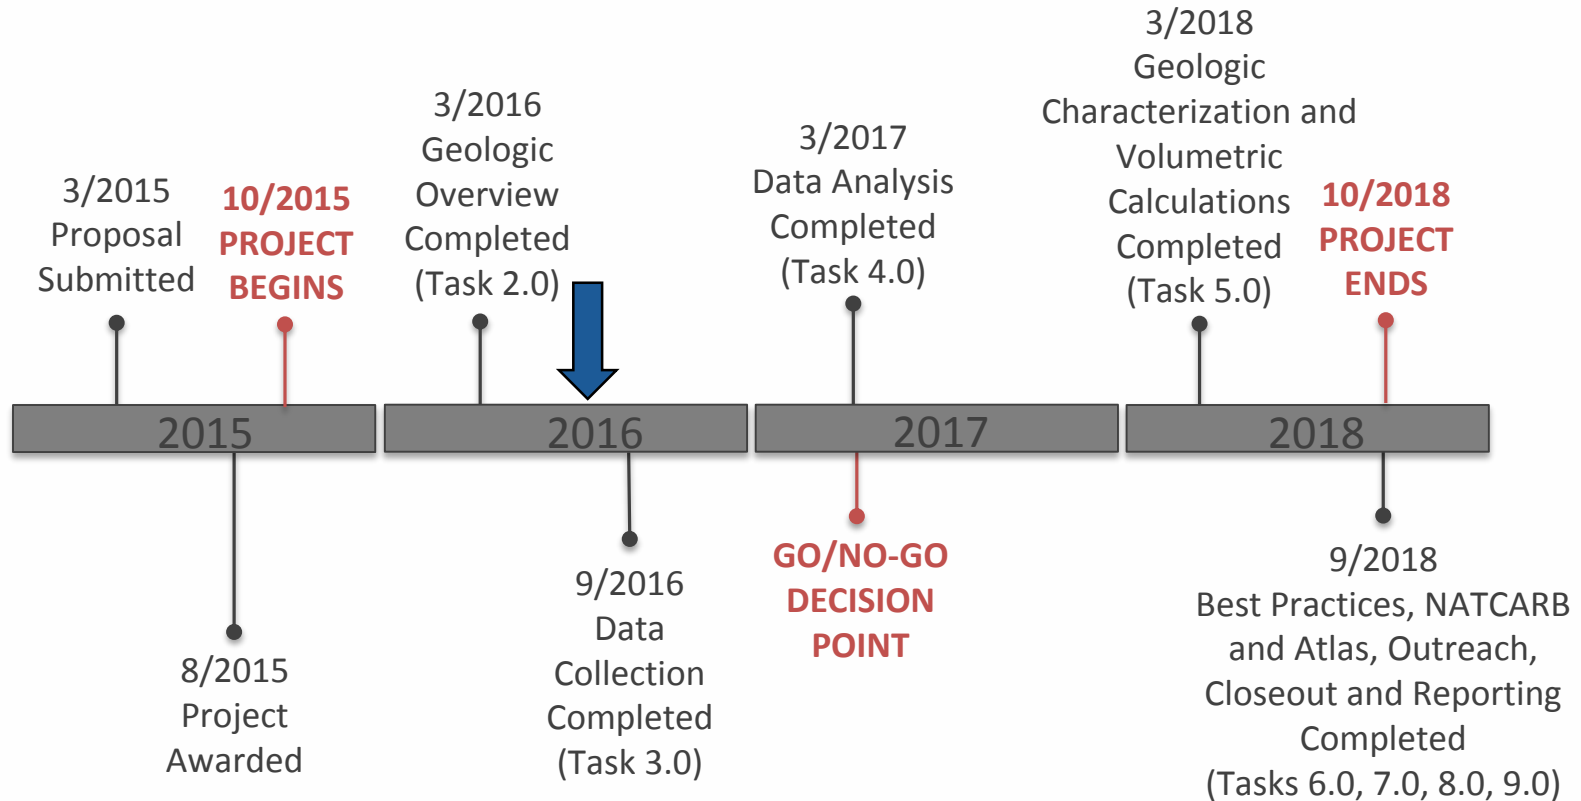 3/2015
Proposal
Submitted
10/2015
PROJECT
BEGINS
3/2016
Geologic
Overview
Completed
(Task 2.0)
3/2017
Data Analysis
Completed
(Task 4.0)
3/2018
Geologic
Characterization and
Volumetric
Calculations
Completed
(Task 5.0)
10/2018
PROJECT
ENDS
2015
2016
2017
2018
8/2015
Project
Awarded
9/2016
Data
Collection
Completed
(Task 3.0)
GO/NO-GO
DECISION
POINT
9/2018
Best Practices, NATCARB
and Atlas, Outreach,
Closeout and Reporting
Completed
(Tasks 6.0, 7.0, 8.0, 9.0)